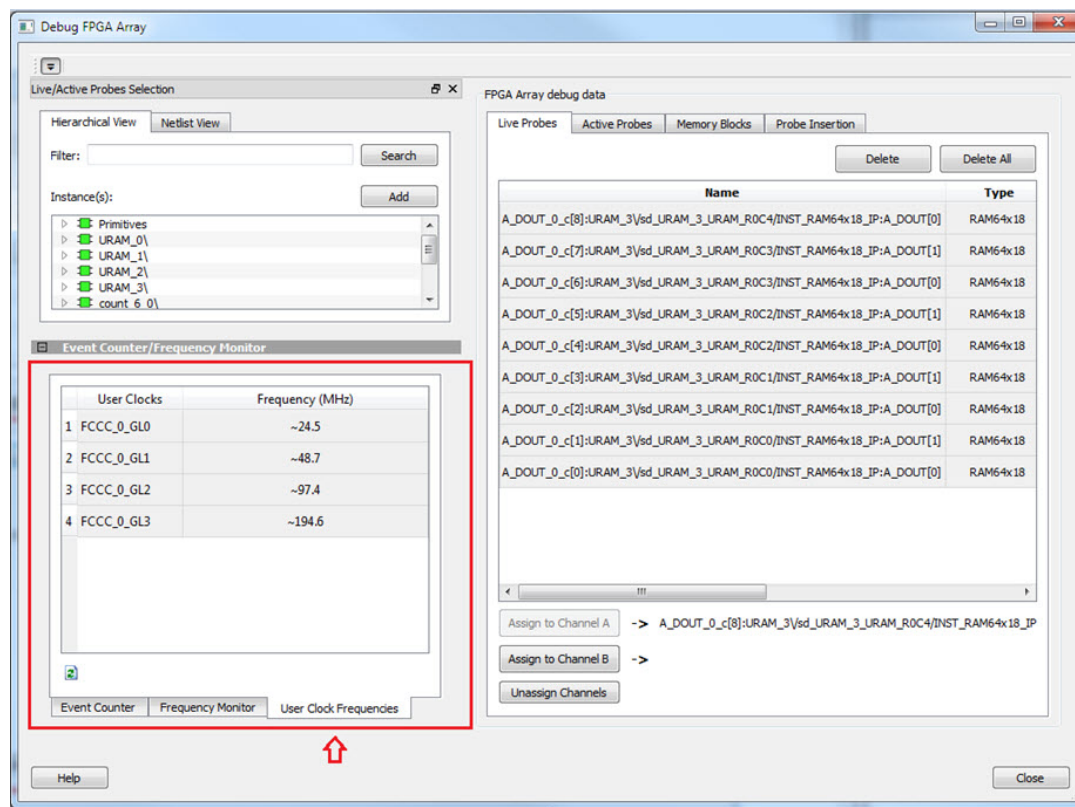 Debug FPGA Array
Live/Active Probes Selection
Hierarchical View Netlist View
Filter: Search
Instance(s): Add
Primitives
URAM_0\
URAM_1\
URAM_2\
URAM_3\
count_6_0\
Event Counter/Frequency Monitor
User Clocks Frequency (MHz)
1 FCCC_0_GL0 ~24.5
2 FCCC_0_GL1 ~48.7
3 FCCC_0_GL2 ~97.4
4 FCCC_0_GL3 ~194.6
Event Counter Frequency Monitor User Clock Frequencies
FPGA Array debug data
Live Probes Active Probes Memory Blocks Probe Insertion
Delete Delete All
Name Type
A_DOUT_0_c[8]:URAM_3\/sd_URAM_3_URAM_R0C4/INST_RAM64x18_IP:A_DOUT[0] RAM64x18
A_DOUT_0_c[7]:URAM_3\/sd_URAM_3_URAM_R0C3/INST_RAM64x18_IP:A_DOUT[1] RAM64x18
A_DOUT_0_c[6]:URAM_3\/sd_URAM_3_URAM_R0C3/INST_RAM64x18_IP:A_DOUT[0] RAM64x18
A_DOUT_0_c[5]:URAM_3\/sd_URAM_3_URAM_R0C2/INST_RAM64x18_IP:A_DOUT[1] RAM64x18
A_DOUT_0_c[4]:URAM_3\/sd_URAM_3_URAM_R0C2/INST_RAM64x18_IP:A_DOUT[0] RAM64x18
A_DOUT_0_c[3]:URAM_3\/sd_URAM_3_URAM_R0C1/INST_RAM64x18_IP:A_DOUT[1] RAM64x18
A_DOUT_0_c[2]:URAM_3\/sd_URAM_3_URAM_R0C1/INST_RAM64x18_IP:A_DOUT[0] RAM64x18
A_DOUT_0_c[1]:URAM_3\/sd_URAM_3_URAM_R0C0/INST_RAM64x18_IP:A_DOUT[1] RAM64x18
A_DOUT_0_c[0]:URAM_3\/sd_URAM_3_URAM_R0C0/INST_RAM64x18_IP:A_DOUT[0] RAM64x18
Assign to Channel A -> A_DOUT_0_c[8]:URAM_3\/sd_URAM_3_URAM_R0C4/INST_RAM64x18_IP
Assign to Channel B ->
Unassign Channels
Help Close